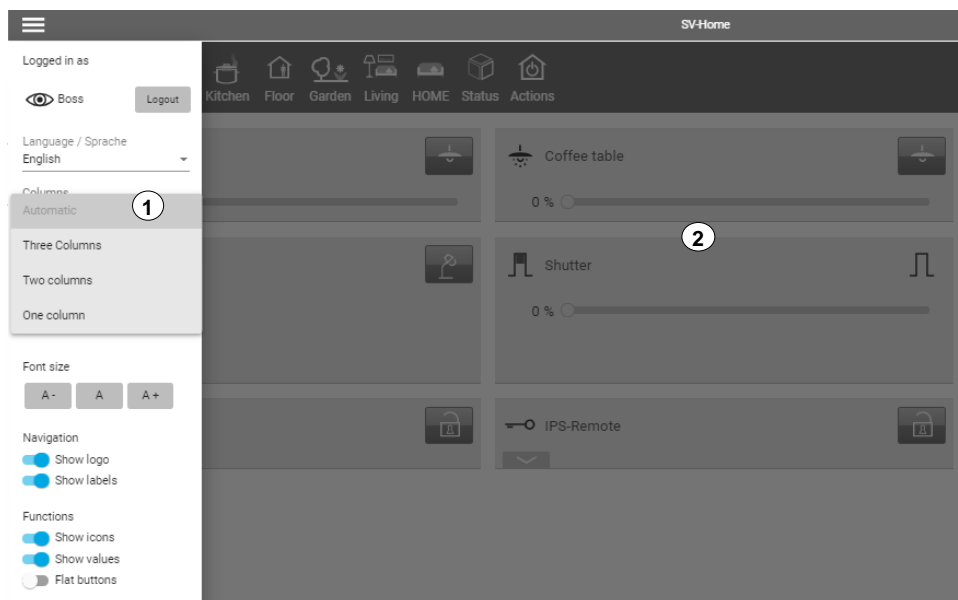 SV-Home
Logged in as
Boss
Logout
Kitchen Floor Garden Living HOME Status Actions
Language / Sprache
English
Columns
Automatic
1
Three Columns
Two columns
One column
Coffee table
0 %
2
Shutter
0 %
Font size
A - A A +
IPS-Remote
Navigation
Show logo
Show labels
Functions
Show icons
Show values
Flat buttons